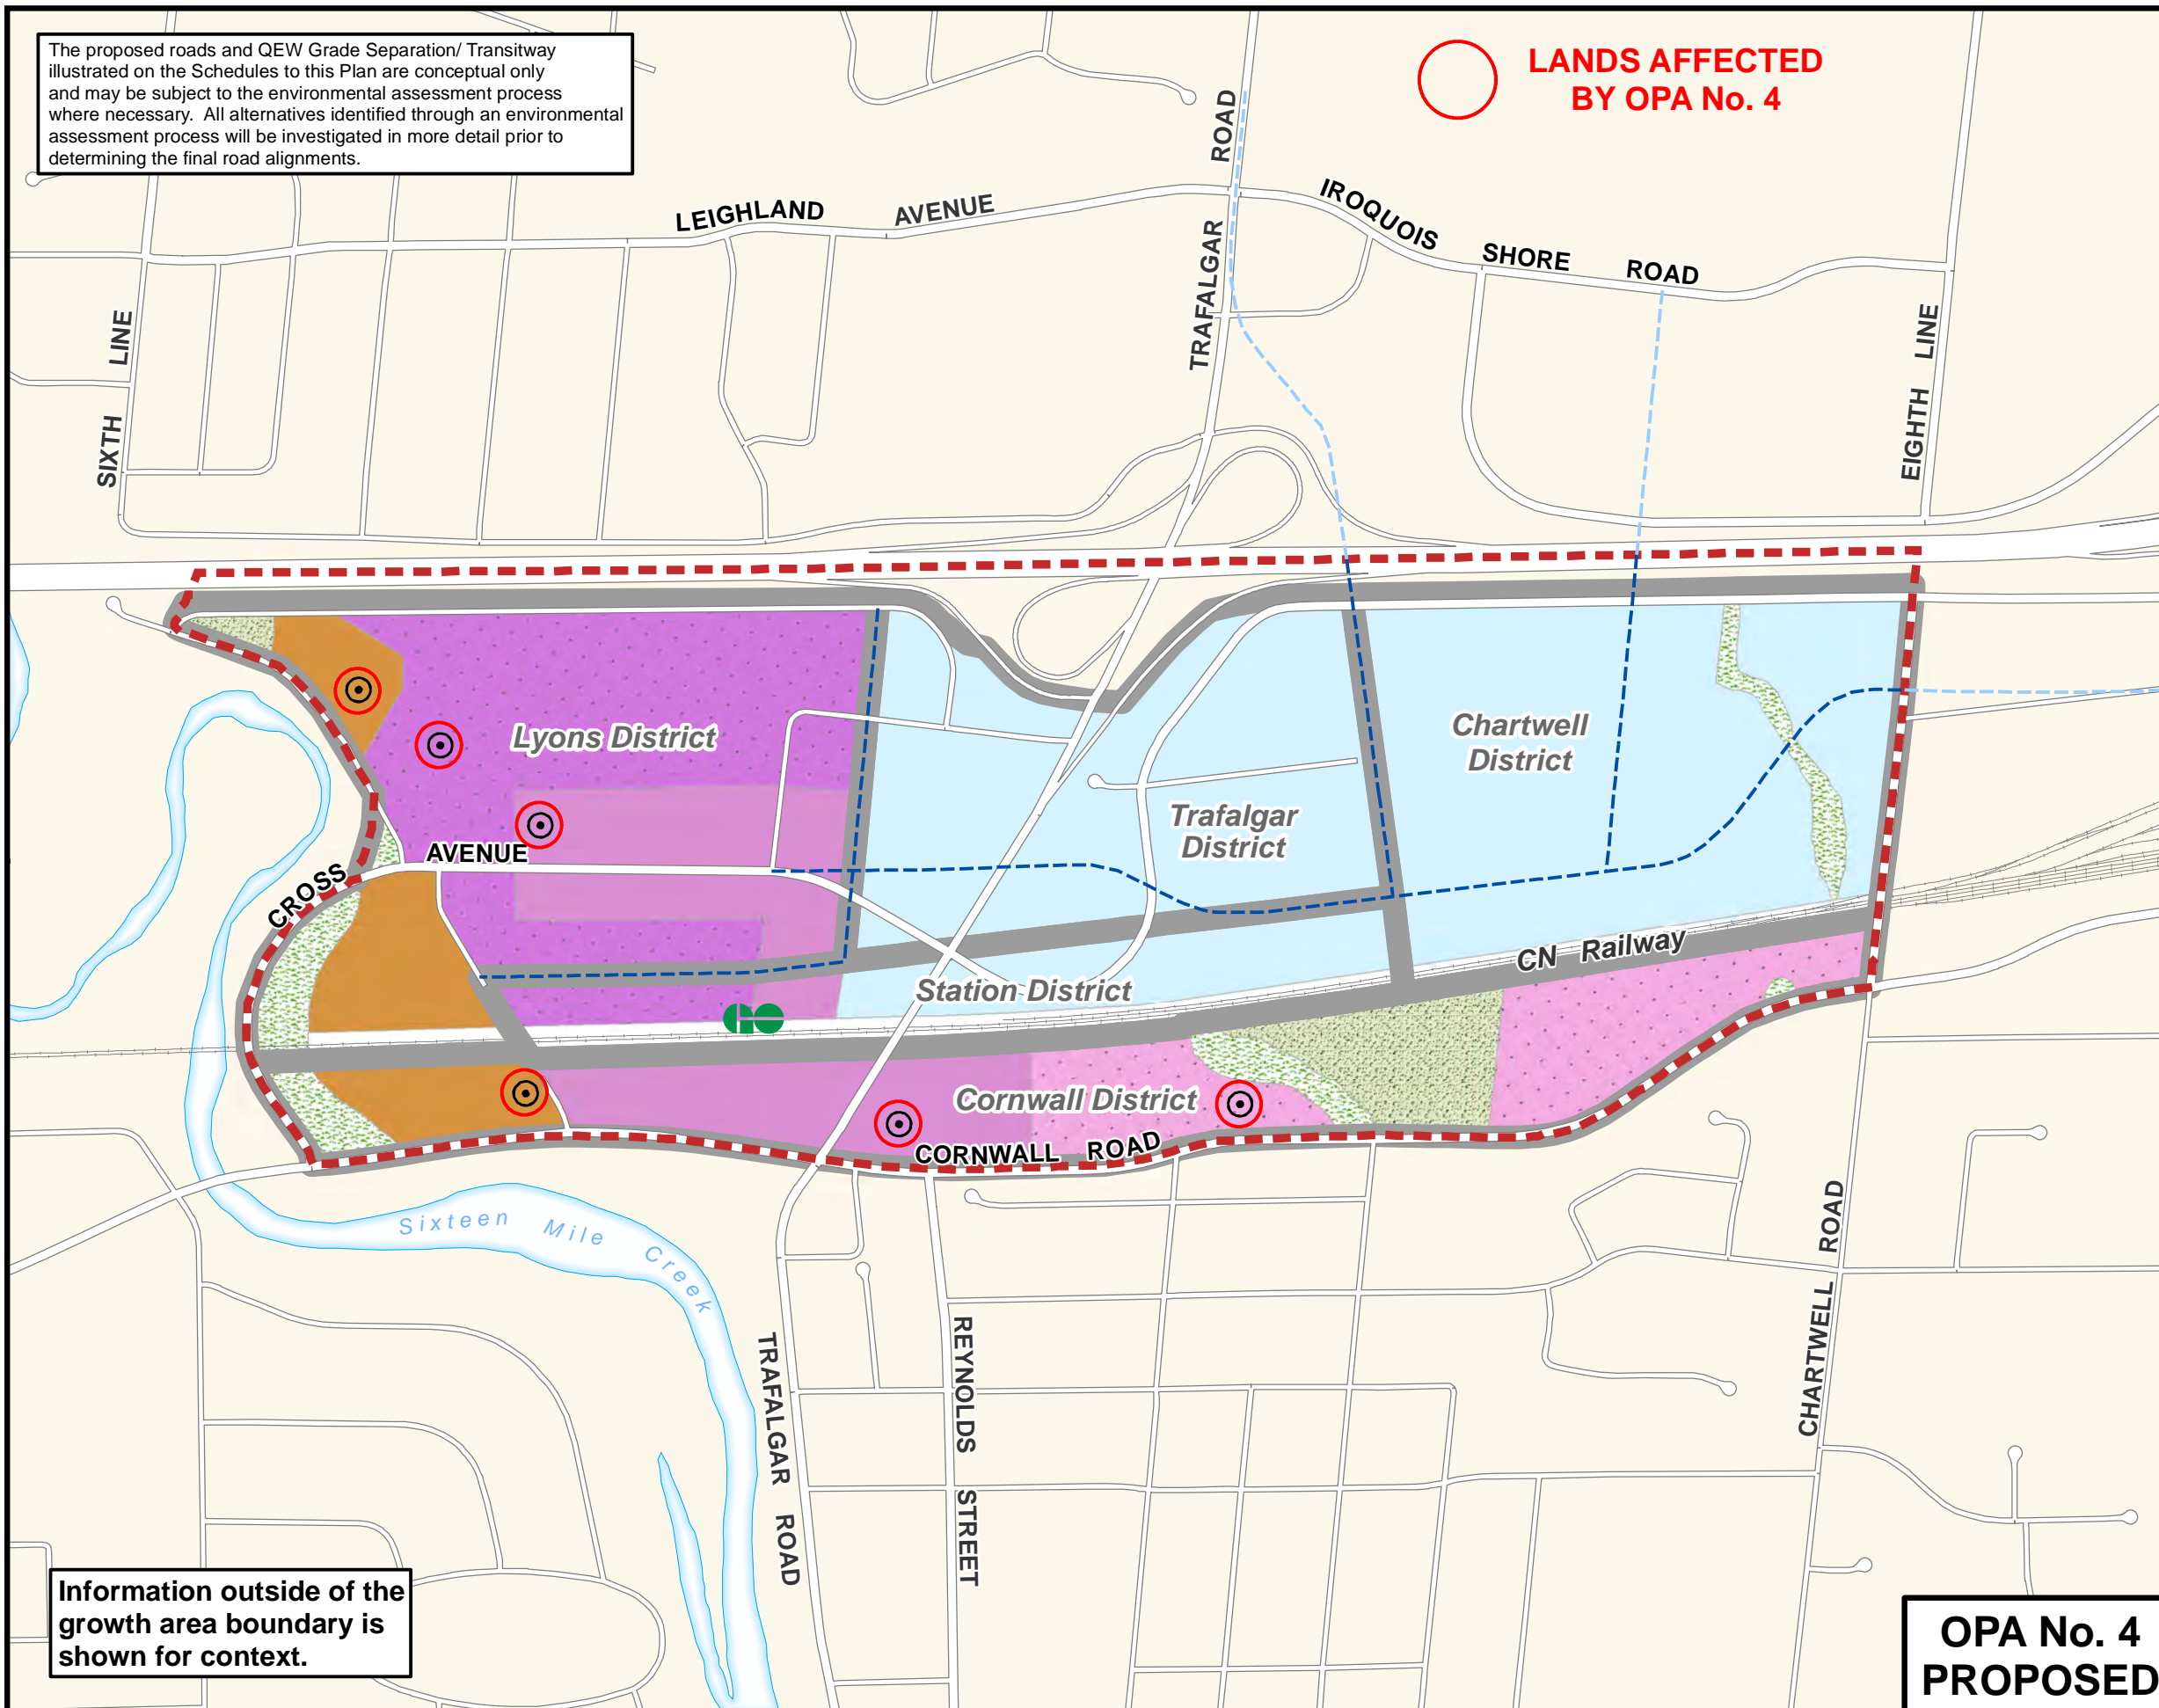 The proposed roads and QEW Grade Separation/ Transitway
illustrated on the Schedules to this Plan are conceptual only
and may be subject to the environmental assessment process
where necessary.  All alternatives identified through an environmental
assessment process will be investigated in more detail prior to
determining the final road alignments.
LANDS AFFECTED
BY OPA No. 4
TRAFALGAR ROAD
LEIGHLAND AVENUE
IROQUOIS SHORE ROAD
SIXTH LINE
EIGHTH LINE
Lyons District
Chartwell
District
Trafalgar
District
CROSS AVENUE
CN Railway
Station District
GO
Cornwall District
CORNWALL ROAD
Sixteen Mile Creek
TRAFALGAR ROAD
REYNOLDS STREET
CHARTWELL ROAD
Information outside of the
growth area boundary is
shown for context.
OPA No. 4
PROPOSED